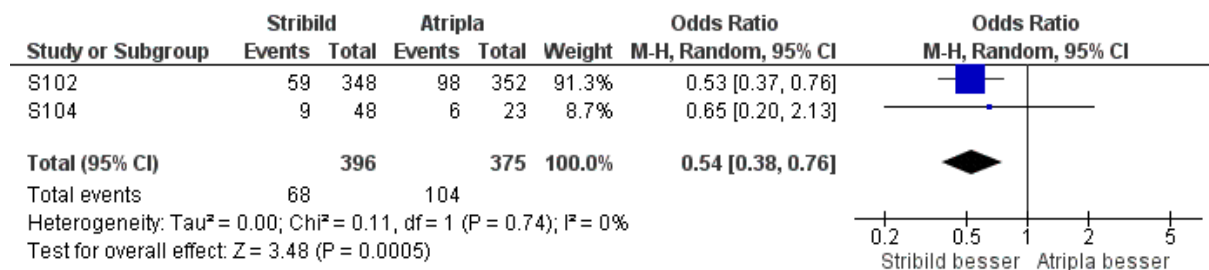 Stribild Atripla Odds Ratio Odds Ratio
Study or Subgroup Events Total Events Total Weight M-H, Random, 95% CI M-H, Random, 95% CI
S102 59 348 98 352 91.3% 0.53 [0.37, 0.76]
S104 9 48 6 23 8.7% 0.65 [0.20, 2.13]
Total (95% CI) 396 375 100.0% 0.54 [0.38, 0.76]
Total events 68 104
Heterogeneity: Tau² = 0.00; Chi² = 0.11, df = 1 (P = 0.74); I² = 0%
Test for overall effect: Z = 3.48 (P = 0.0005)
0.2 0.5 1 2 5
Stribild besser Atripla besser